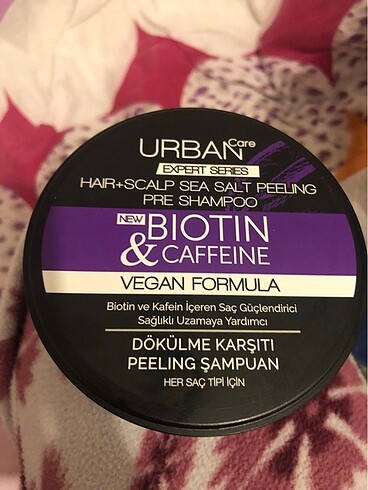 URBAN Care
EXPERT SERIES
HAIR+SCALP SEA SALT PEELING
PRE SHAMPOO
NEW BIOTIN
& CAFFEINE
VEGAN FORMULA
Biotin ve Kafein İçeren Saç Güçlendirici
Sağlıklı Uzamaya Yardımcı
DÖKÜLME KARŞITI
PEELING ŞAMPUAN
HER SAÇ TİPİ İÇİN